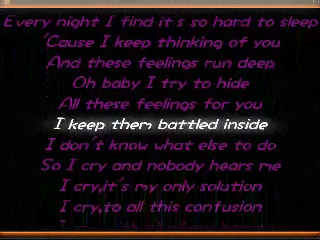 Every night I find it's so hard to sleep
'Cause I keep thinking of you
And these feelings run deep
Oh baby I try to hide
All these feelings for you
I keep them battled inside
I don't know what else to do
So I cry and nobody hears me
I cry,it's my only solution
I cry,to all this confusion